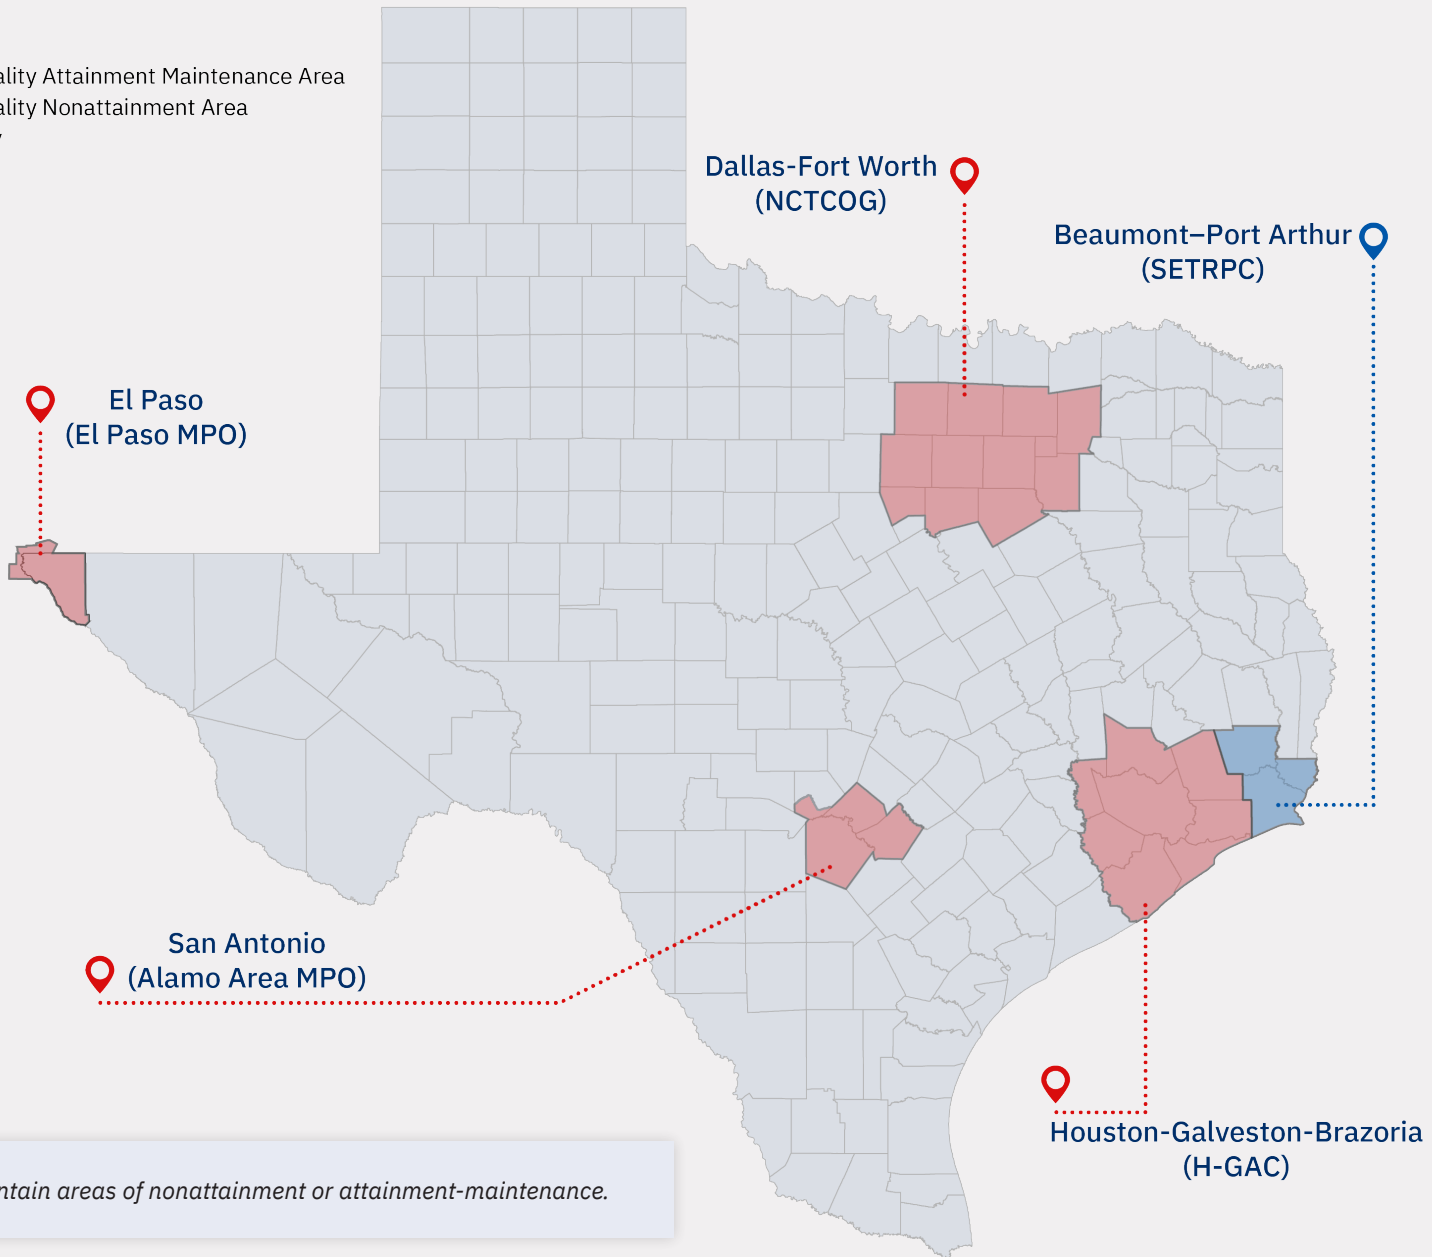 ality Attainment Maintenance Area
ality Nonattainment Area
Dallas-Fort Worth
(NCTCOG)
Beaumont–Port Arthur
(SETRPC)
El Paso
(El Paso MPO)
San Antonio
(Alamo Area MPO)
Houston-Galveston-Brazoria
(H-GAC)
ntain areas of nonattainment or attainment-maintenance.